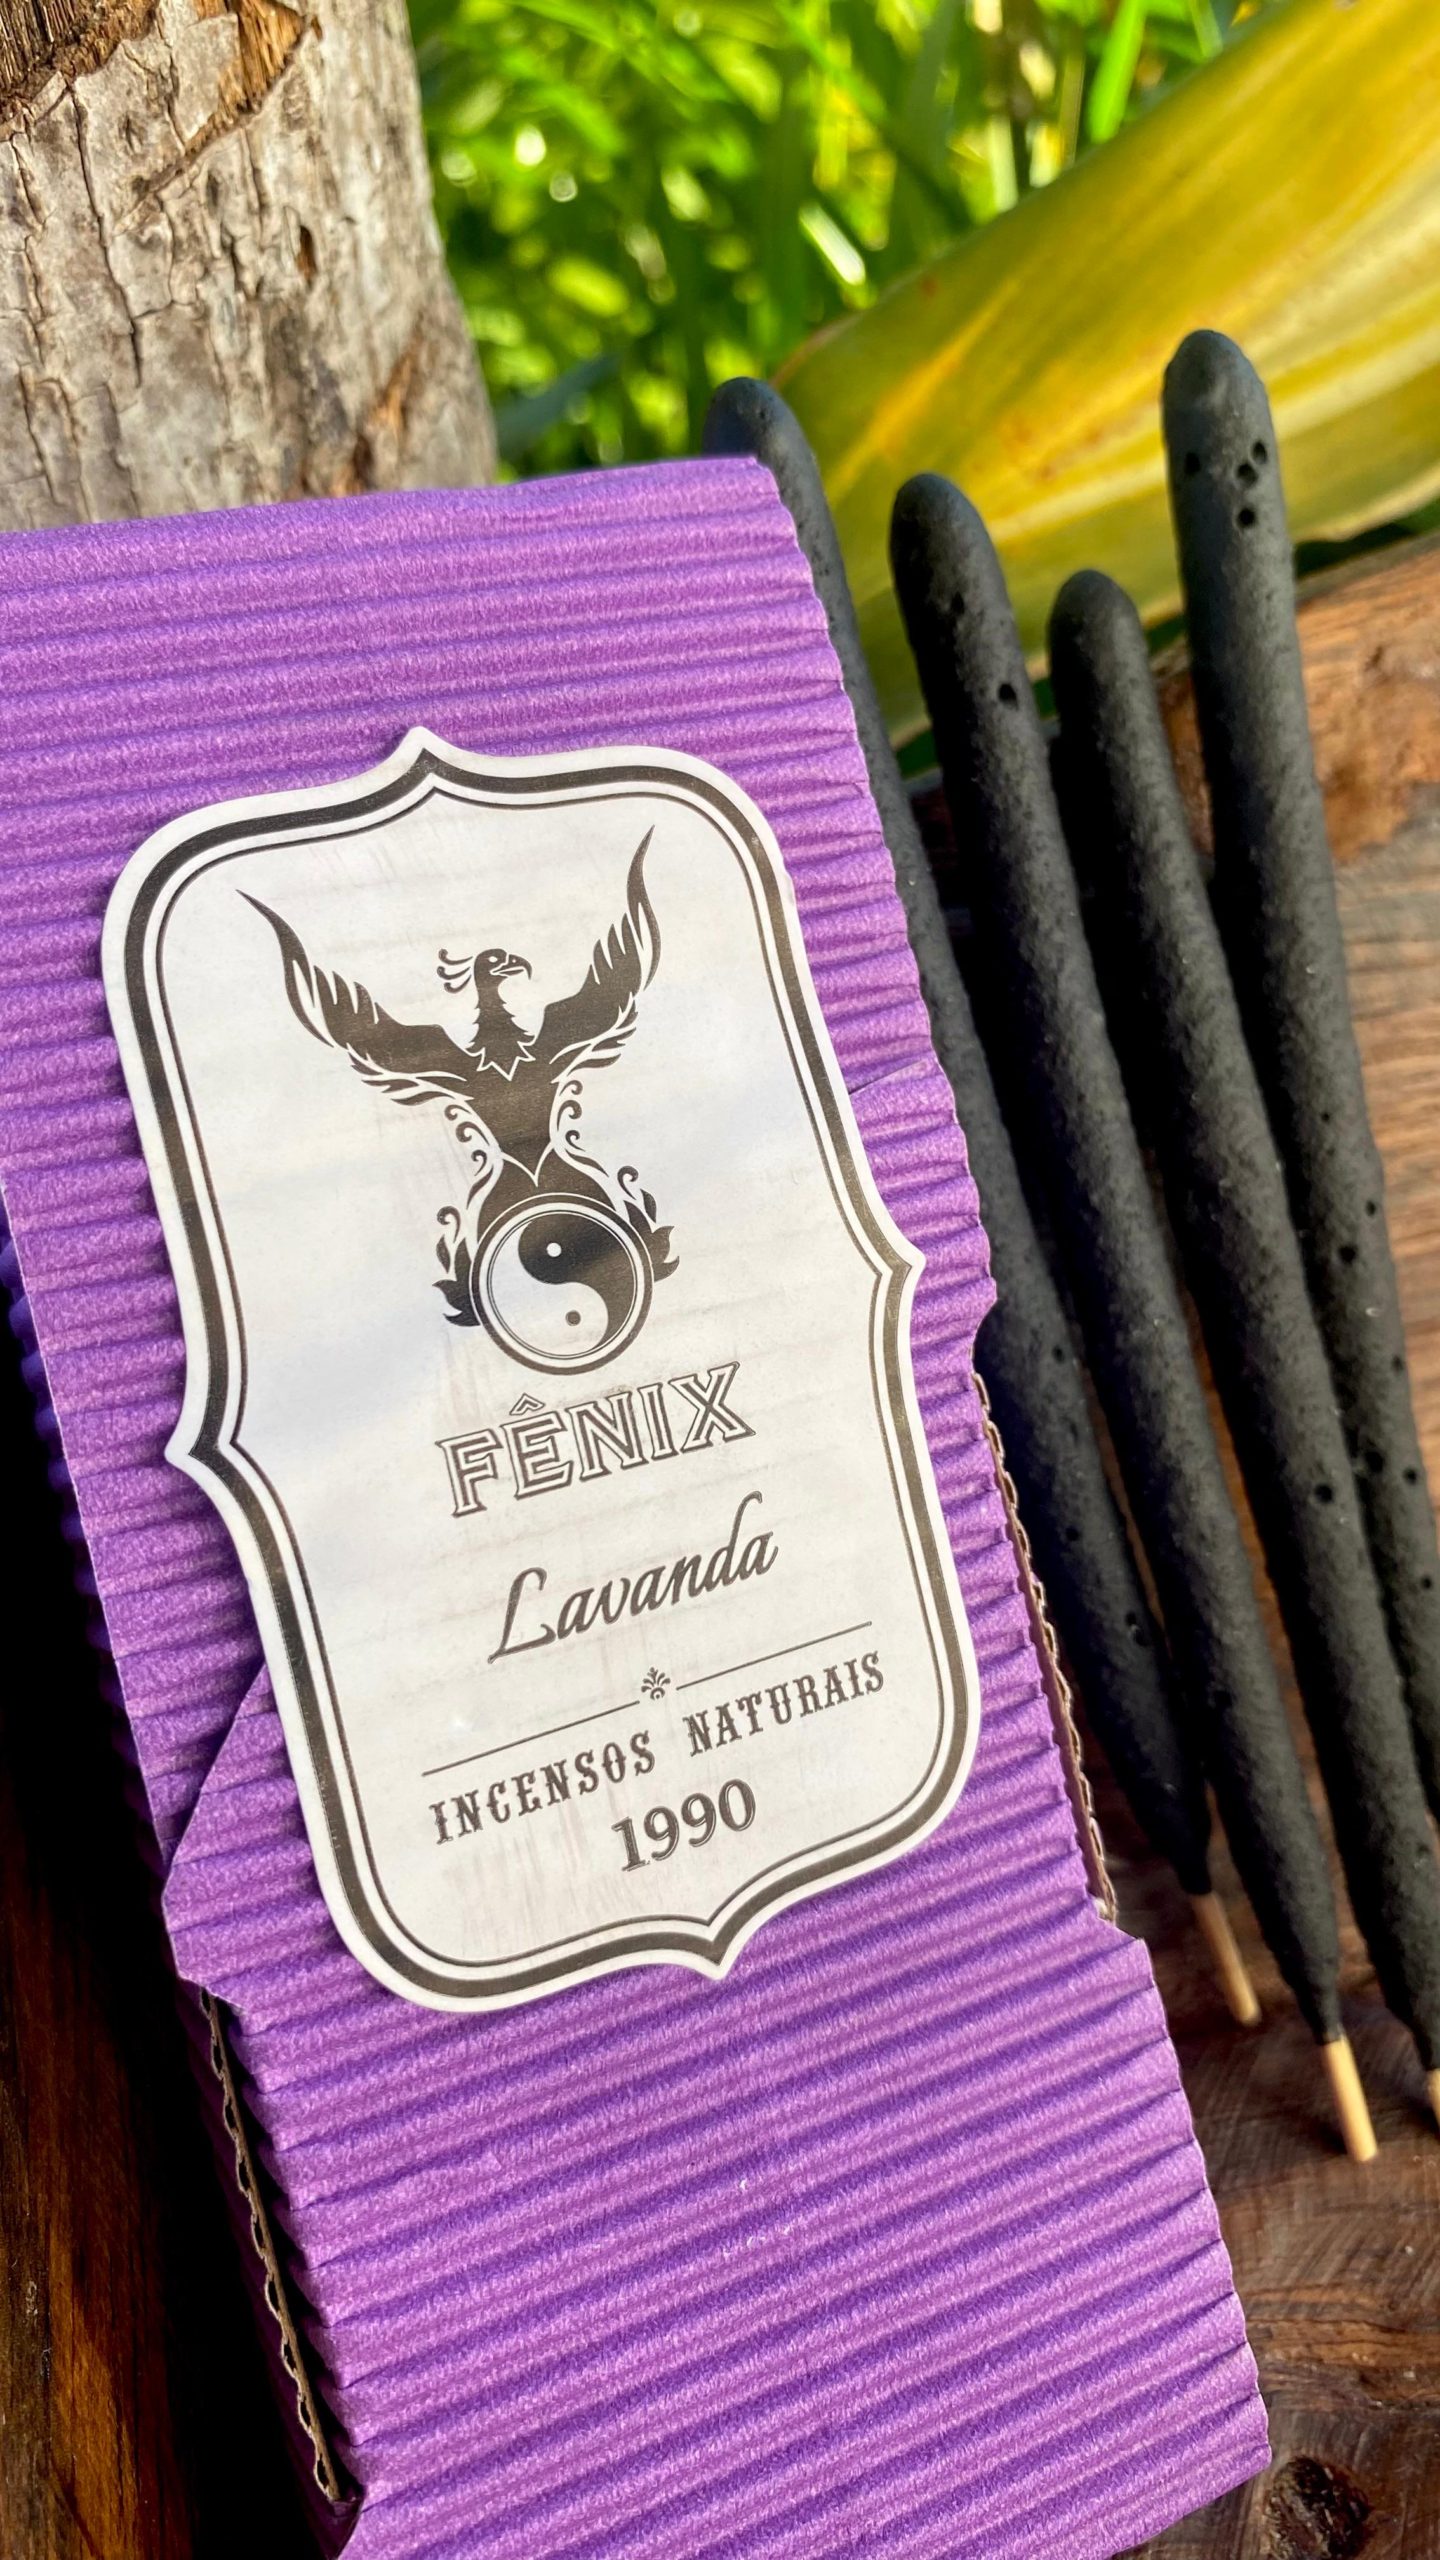 FÊNIX
Lavanda
INCENSOS NATURAIS
1990